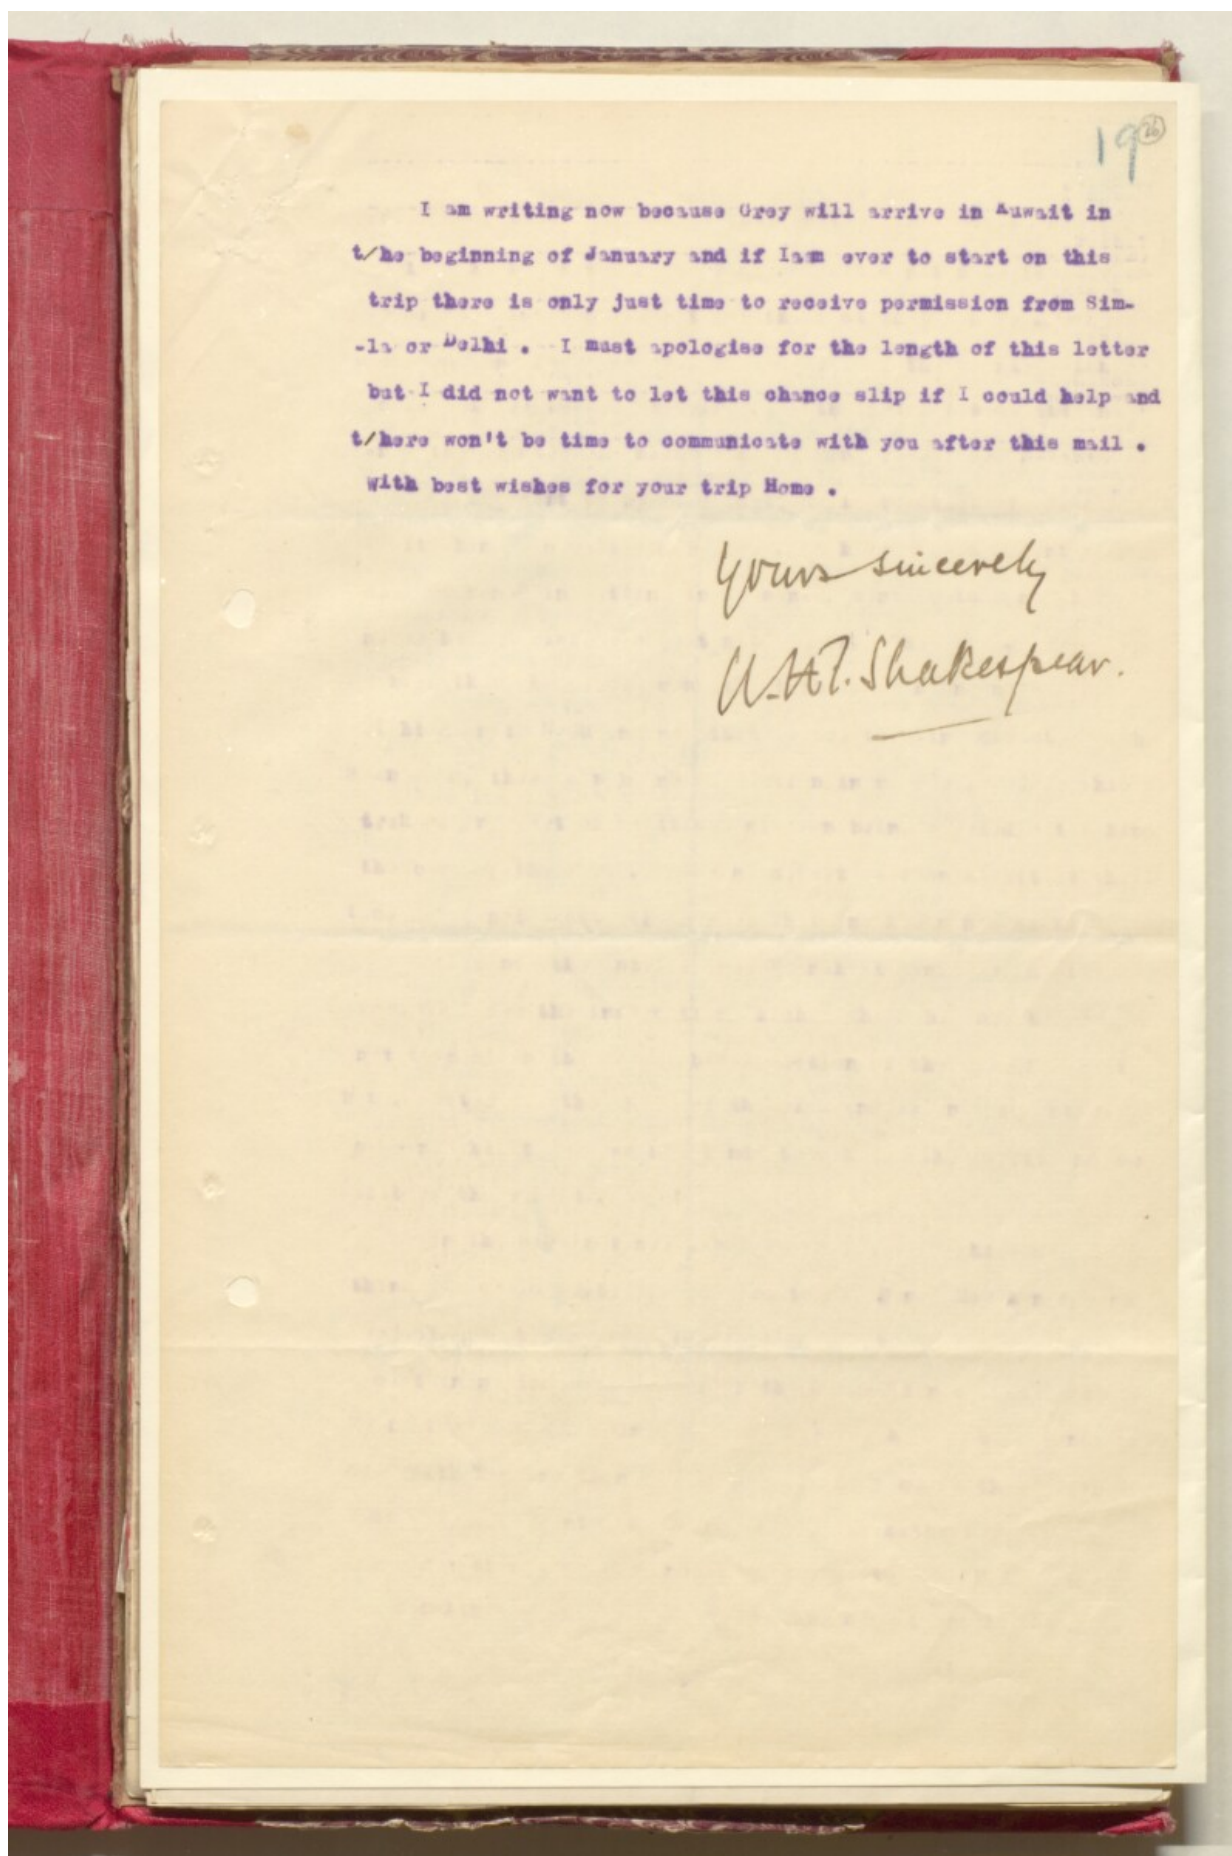 19
26
I am writing now because Grey will arrive in Kuwait in
t/he beginning of January and if Iam ever to start on this
trip there is only just time to receive permission from Sim-
-la or Delhi . I must apologise for the length of this letter
but I did not want to let this chance slip if I could help and
t/here won't be time to communicate with you after this mail .
With best wishes for your trip Home .
Yours sincerely
W.H.I. Shakespear.